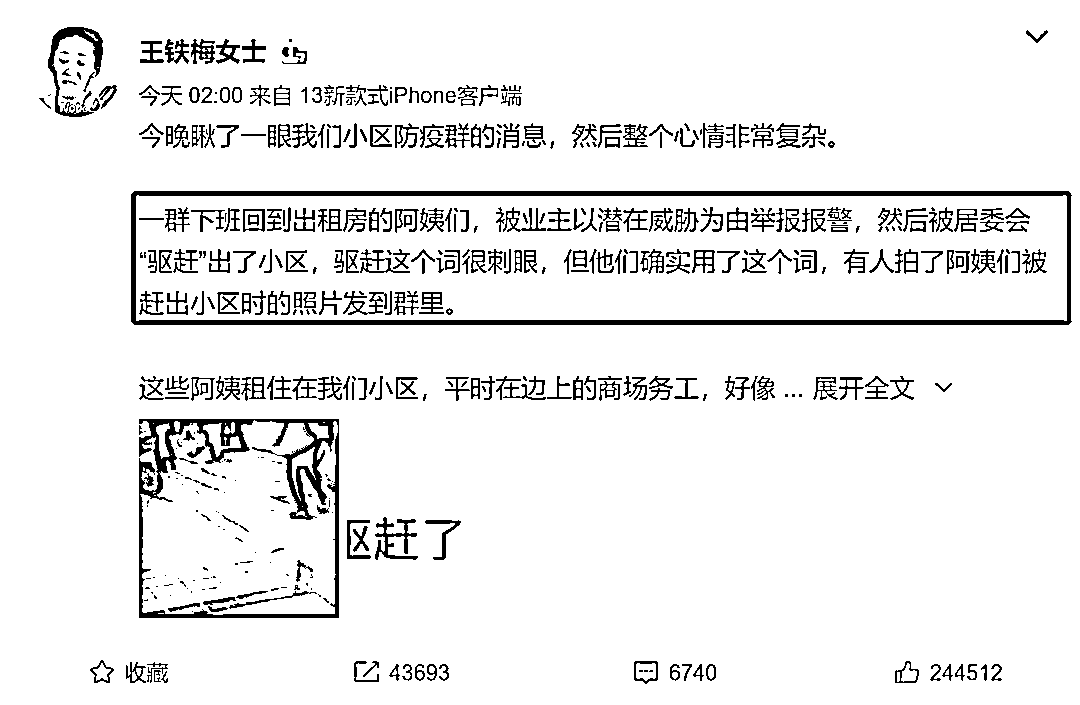 王铁梅女士
今天 02:00 来自 13新款式iPhone客户端
今晚瞅了一眼我们小区防疫群的消息，然后整个心情非常复杂。
一群下班回到出租房的阿姨们，被业主以潜在威胁为由举报报警，然后被居委会
“驱赶”出了小区，驱赶这个词很刺眼，但他们确实用了这个词，有人拍了阿姨们被
赶出小区时的照片发到群里。
这些阿姨租住在我们小区，平时在边上的商场务工，好像 ... 展开全文
区赶了
收藏 43693 6740 244512